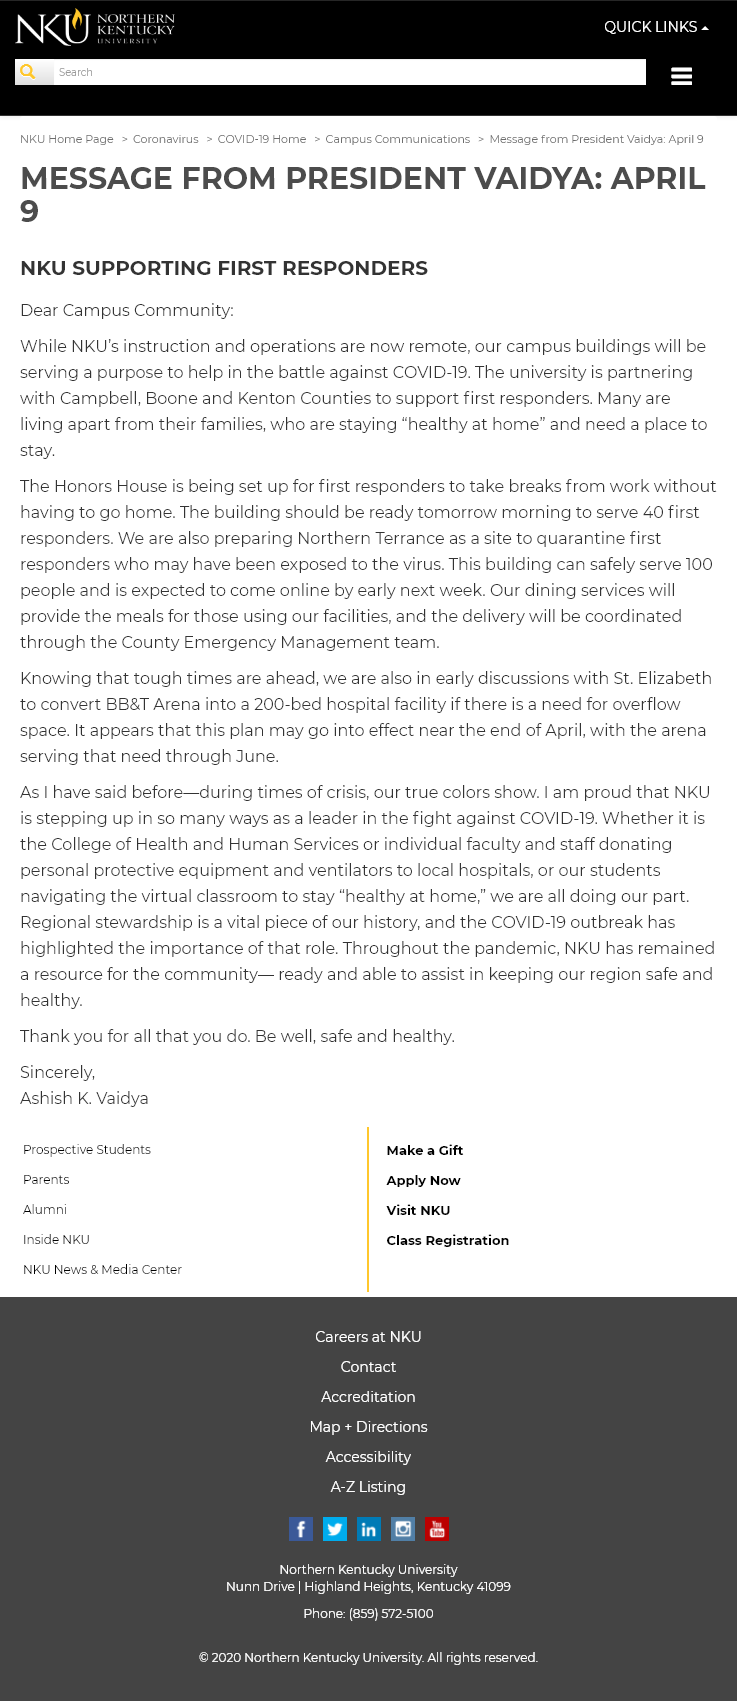 NKU NORTHERN
KENTUCKY
UNIVERSITY
QUICK LINKS
Search
NKU Home Page > Coronavirus > COVID-19 Home > Campus Communications > Message from President Vaidya: April 9
MESSAGE FROM PRESIDENT VAIDYA: APRIL
9
NKU SUPPORTING FIRST RESPONDERS
Dear Campus Community:
While NKU’s instruction and operations are now remote, our campus buildings will be
serving a purpose to help in the battle against COVID-19. The university is partnering
with Campbell, Boone and Kenton Counties to support first responders. Many are
living apart from their families, who are staying “healthy at home” and need a place to
stay.
The Honors House is being set up for first responders to take breaks from work without
having to go home. The building should be ready tomorrow morning to serve 40 first
responders. We are also preparing Northern Terrance as a site to quarantine first
responders who may have been exposed to the virus. This building can safely serve 100
people and is expected to come online by early next week. Our dining services will
provide the meals for those using our facilities, and the delivery will be coordinated
through the County Emergency Management team.
Knowing that tough times are ahead, we are also in early discussions with St. Elizabeth
to convert BB&T Arena into a 200-bed hospital facility if there is a need for overflow
space. It appears that this plan may go into effect near the end of April, with the arena
serving that need through June.
As I have said before—during times of crisis, our true colors show. I am proud that NKU
is stepping up in so many ways as a leader in the fight against COVID-19. Whether it is
the College of Health and Human Services or individual faculty and staff donating
personal protective equipment and ventilators to local hospitals, or our students
navigating the virtual classroom to stay “healthy at home,” we are all doing our part.
Regional stewardship is a vital piece of our history, and the COVID-19 outbreak has
highlighted the importance of that role. Throughout the pandemic, NKU has remained
a resource for the community— ready and able to assist in keeping our region safe and
healthy.
Thank you for all that you do. Be well, safe and healthy.
Sincerely,
Ashish K. Vaidya
Prospective Students
Parents
Alumni
Inside NKU
NKU News & Media Center
Make a Gift
Apply Now
Visit NKU
Class Registration
Careers at NKU
Contact
Accreditation
Map + Directions
Accessibility
A-Z Listing
f in You Tube
Northern Kentucky University
Nunn Drive | Highland Heights, Kentucky 41099
Phone: (859) 572-5100
© 2020 Northern Kentucky University. All rights reserved.